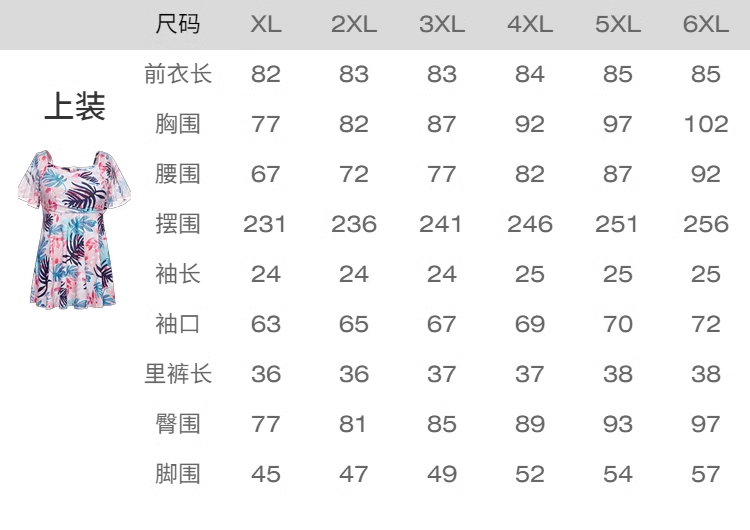 尺码 XL 2XL 3XL 4XL 5XL 6XL
前衣长 82 83 83 84 85 85
上装
胸围 77 82 87 92 97 102
腰围 67 72 77 82 87 92
摆围 231 236 241 246 251 256
袖长 24 24 24 25 25 25
袖口 63 65 67 69 70 72
里裤长 36 36 37 37 38 38
臀围 77 81 85 89 93 97
脚围 45 47 49 52 54 57